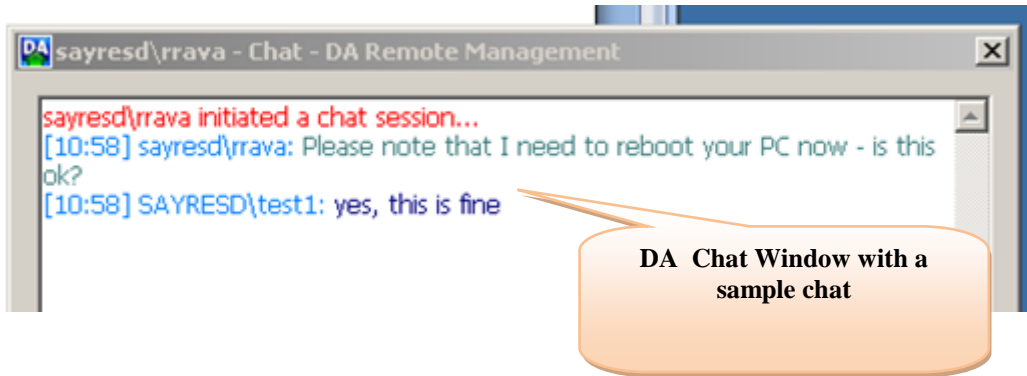 DA sayresd\rrava - Chat - DA Remote Management
sayresd\rrava initiated a chat session...
[10:58] sayresd\rrava: Please note that I need to reboot your PC now - is this
ok?
[10:58] SAYRESD\test1: yes, this is fine
DA Chat Window with a
sample chat